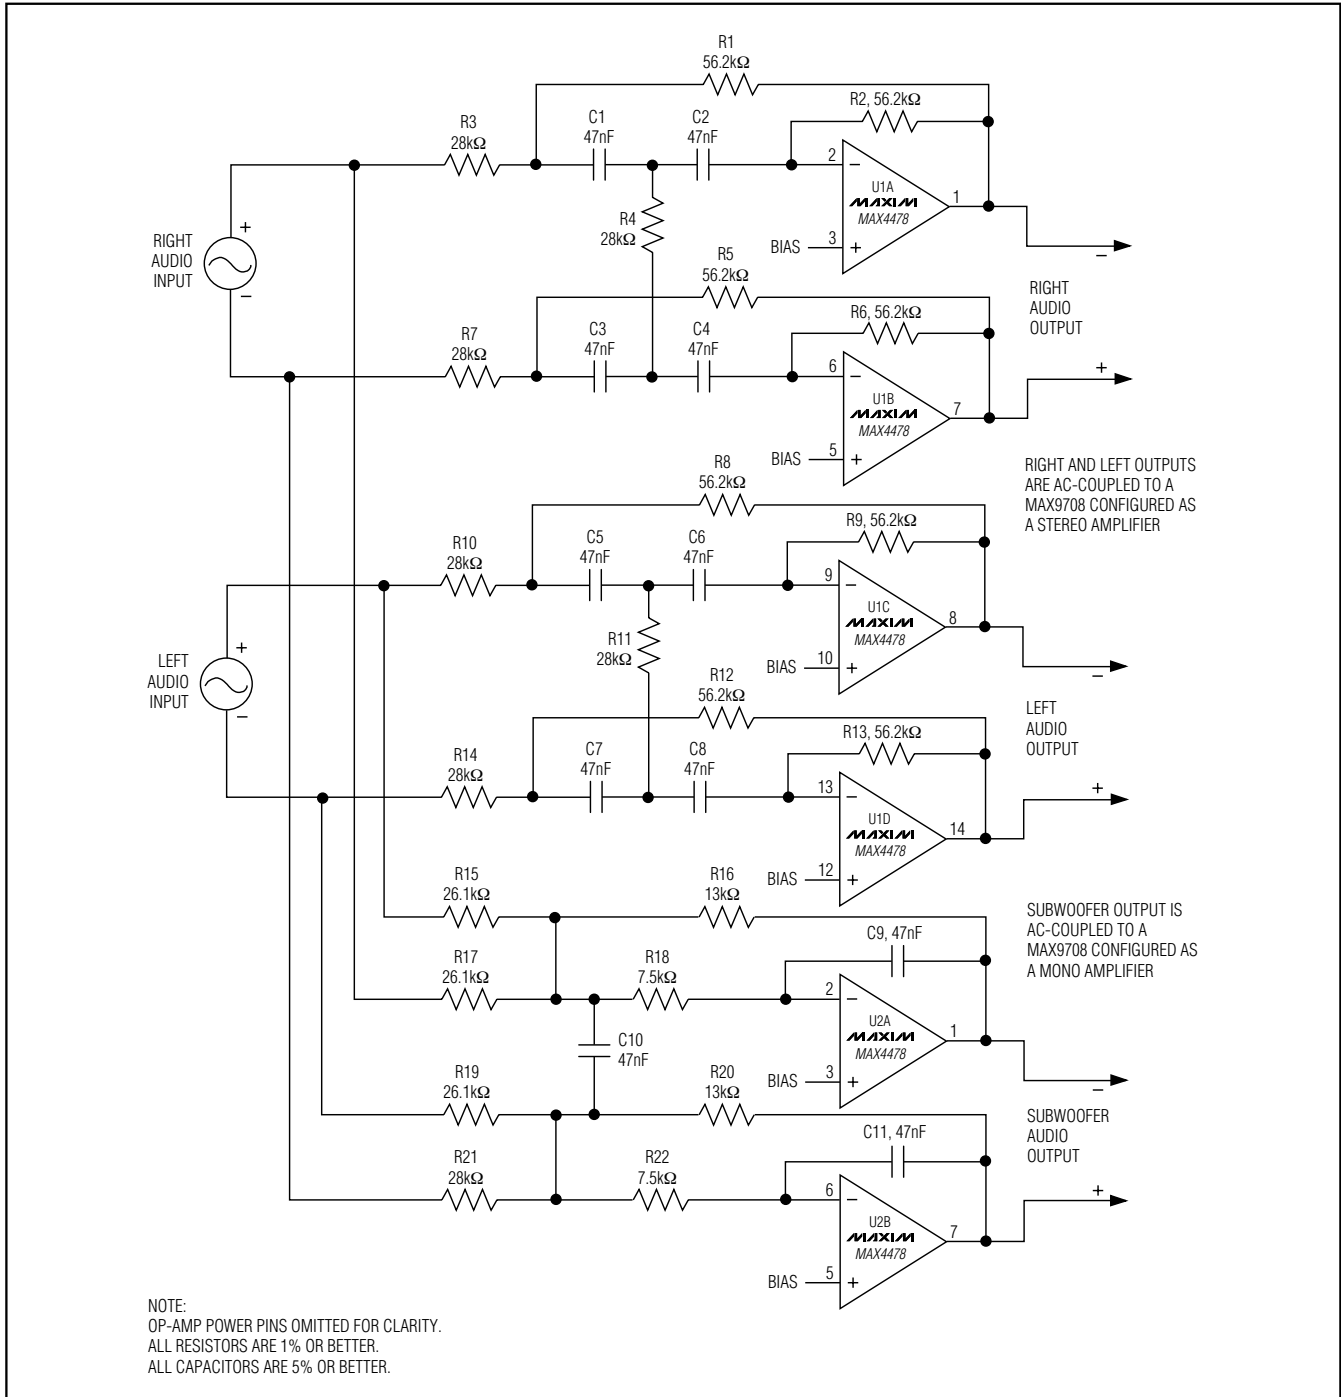 R1
56.2kΩ
R2, 56.2kΩ
R3
28kΩ
C1
47nF
C2
47nF
2
−
U1A
MAXIM
MAX4478
1
R4
28kΩ
BIAS
3
+
−
RIGHT
AUDIO
INPUT
+
−
R5
56.2kΩ
RIGHT
AUDIO
OUTPUT
R6, 56.2kΩ
R7
28kΩ
C3
47nF
C4
47nF
6
−
U1B
MAXIM
MAX4478
7
+
BIAS
5
+
RIGHT AND LEFT OUTPUTS
ARE AC-COUPLED TO A
MAX9708 CONFIGURED AS
A STEREO AMPLIFIER
R8
56.2kΩ
R9, 56.2kΩ
R10
28kΩ
C5
47nF
C6
47nF
9
−
U1C
MAXIM
MAX4478
8
R11
28kΩ
BIAS
10
+
−
LEFT
AUDIO
INPUT
+
−
R12
56.2kΩ
LEFT
AUDIO
OUTPUT
R13, 56.2kΩ
R14
28kΩ
C7
47nF
C8
47nF
13
−
U1D
MAXIM
MAX4478
14
+
BIAS
12
+
R15
26.1kΩ
R16
13kΩ
SUBWOOFER OUTPUT IS
AC-COUPLED TO A
MAX9708 CONFIGURED AS
A MONO AMPLIFIER
C9, 47nF
R17
26.1kΩ
R18
7.5kΩ
2
−
U2A
MAXIM
MAX4478
1
C10
47nF
BIAS
3
+
−
R19
26.1kΩ
R20
13kΩ
SUBWOOFER
AUDIO
OUTPUT
C11, 47nF
R21
28kΩ
R22
7.5kΩ
6
−
U2B
MAXIM
MAX4478
7
+
BIAS
5
+
NOTE:
OP-AMP POWER PINS OMITTED FOR CLARITY.
ALL RESISTORS ARE 1% OR BETTER.
ALL CAPACITORS ARE 5% OR BETTER.